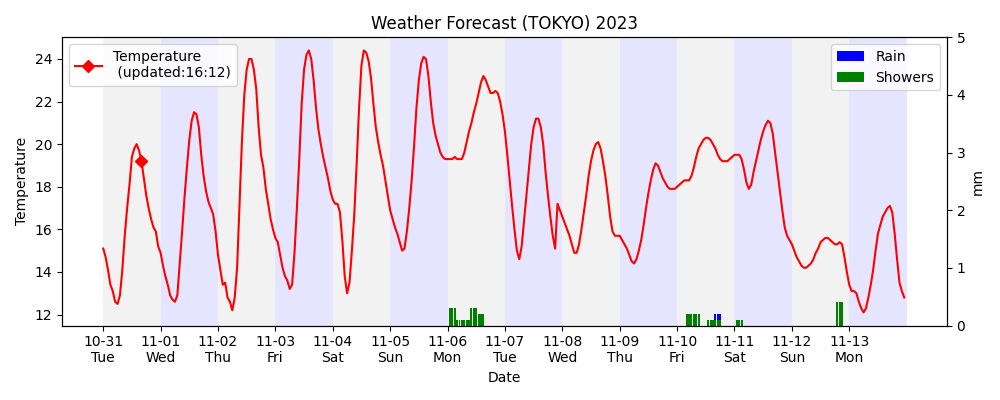 Weather Forecast (TOKYO) 2023
Temperature
(updated:16:12)
Rain
Showers
Temperature
24
22
20
18
16
14
12
5
4
3
2
1
0
mm
10-31 11-01 11-02 11-03 11-04 11-05 11-06 11-07 11-08 11-09 11-10 11-11 11-12 11-13
Tue Wed Thu Fri Sat Sun Mon Tue Wed Thu Fri Sat Sun Mon
Date